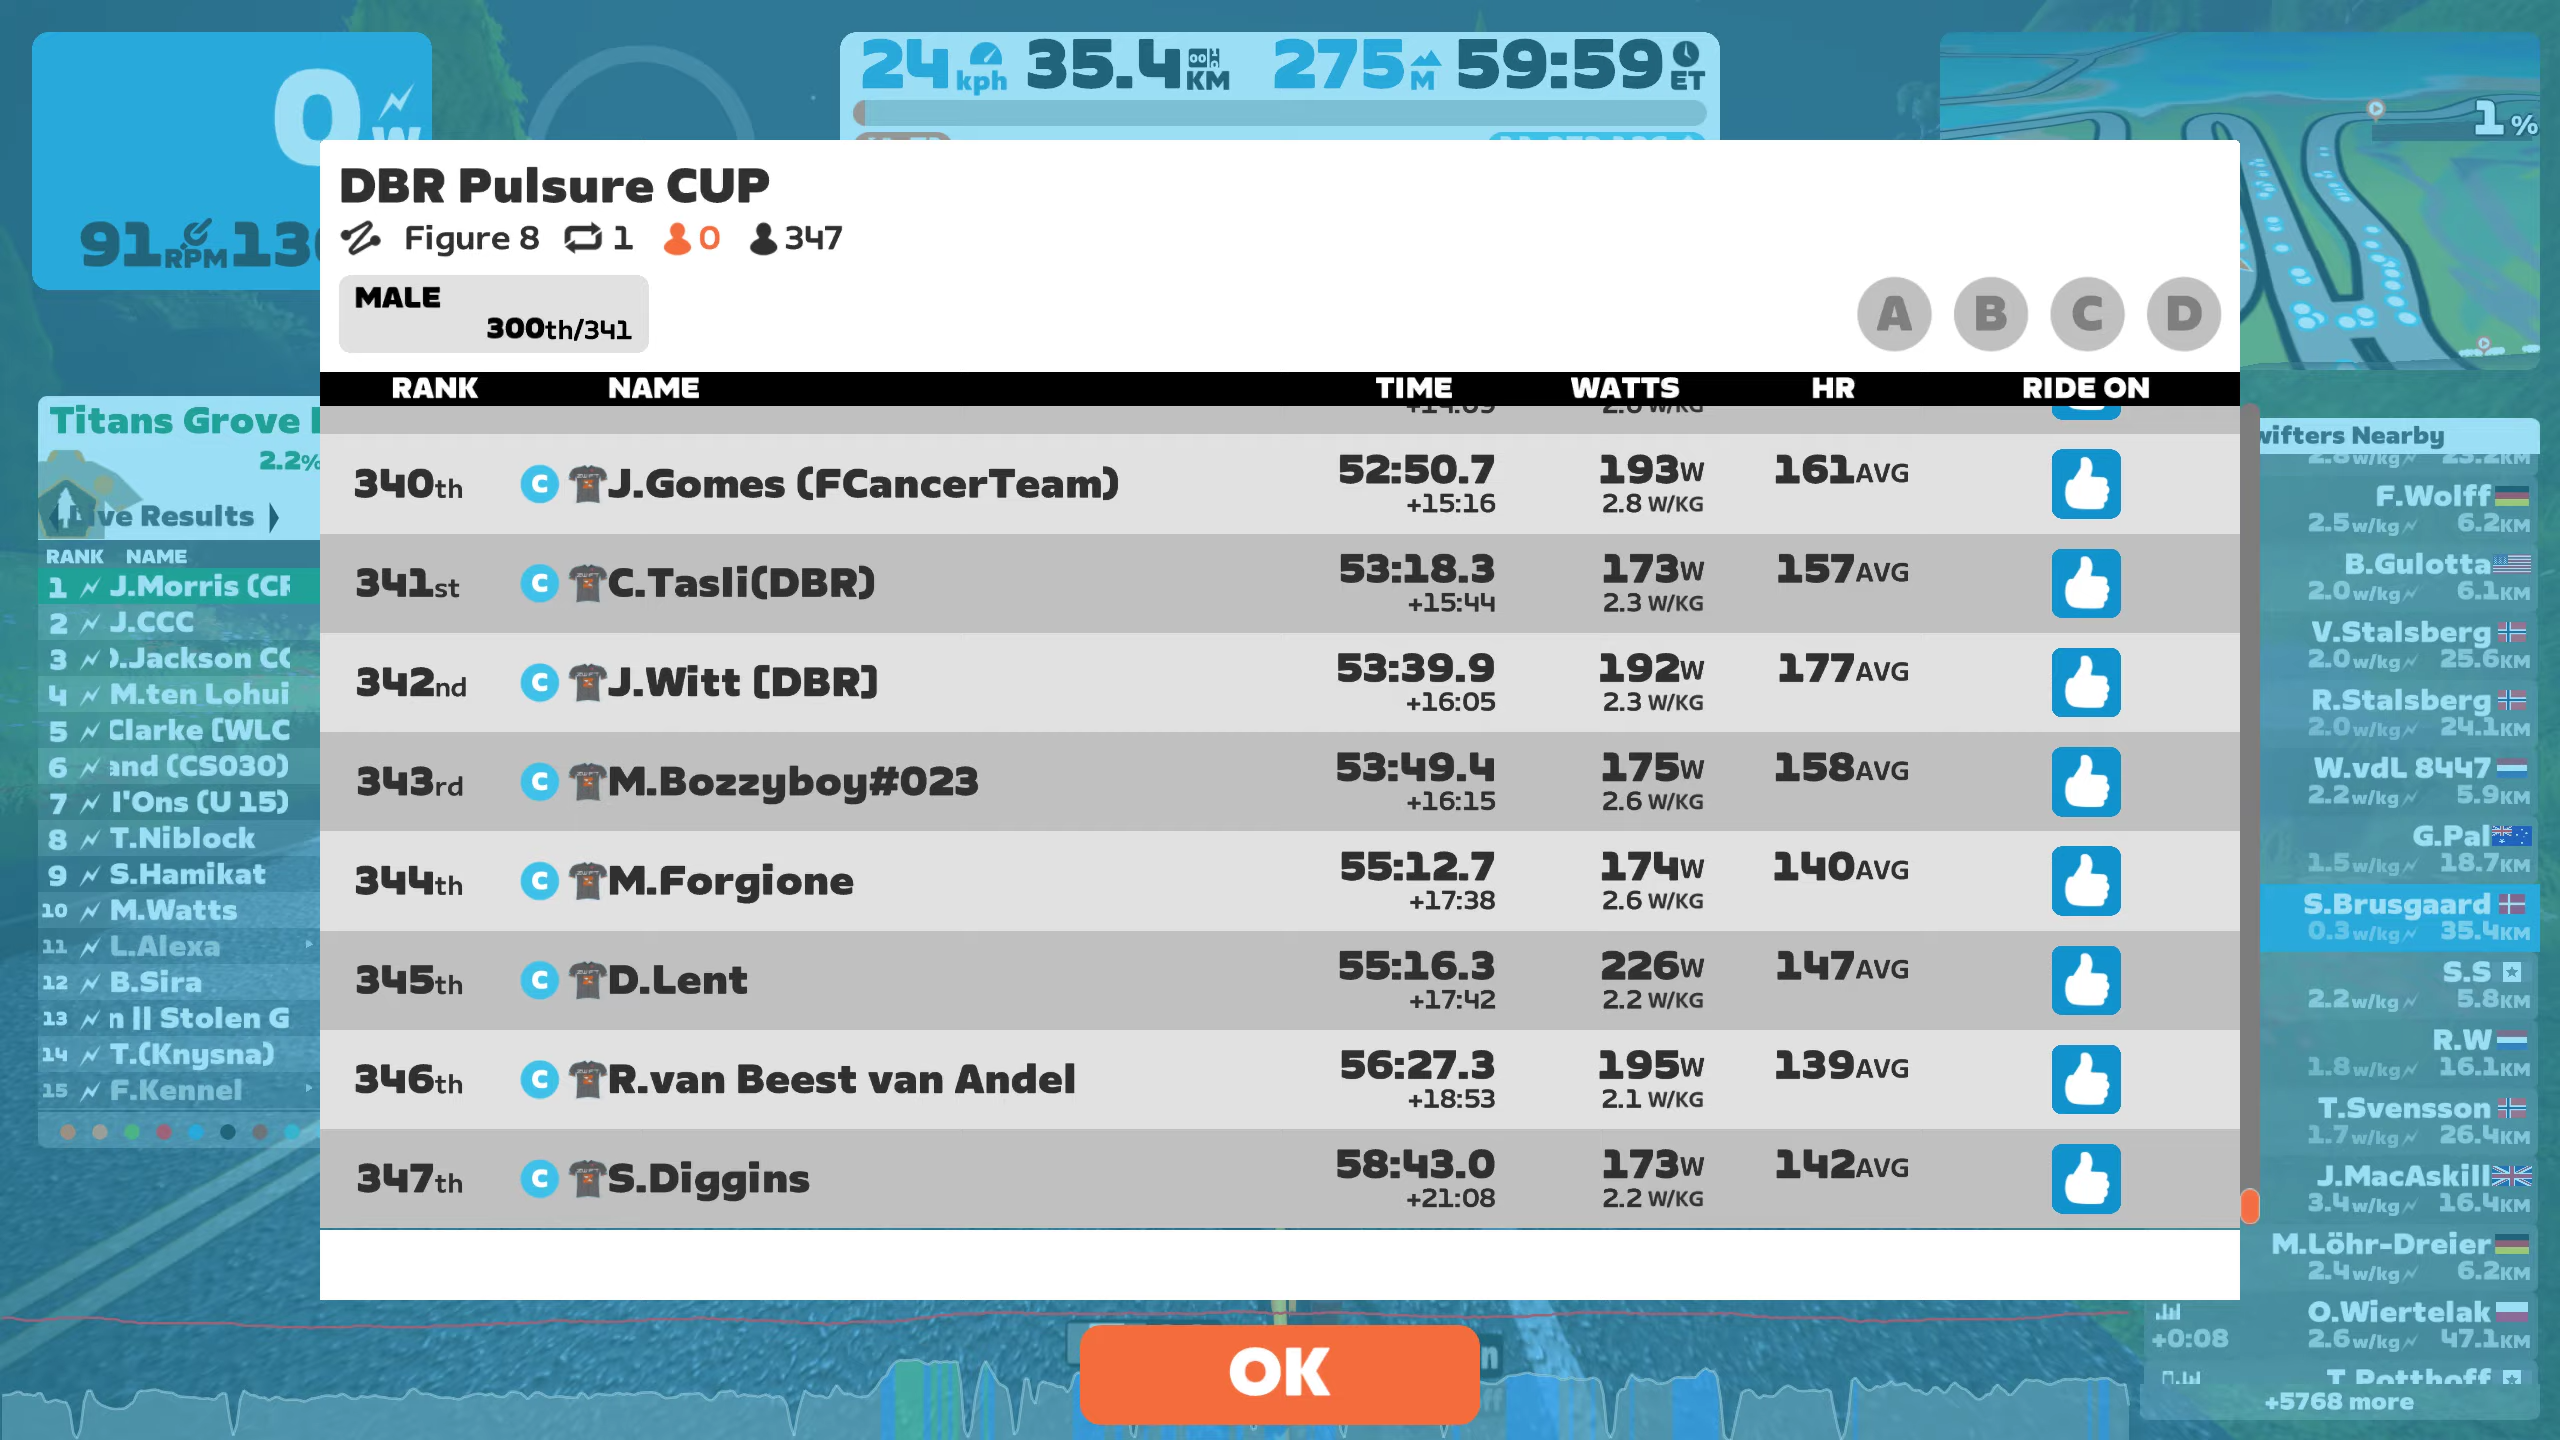 0w
91RPM
24kph 35.4KM 275M 59:59ET
1%
DBR Pulsure CUP
Figure 8 1 0 347
MALE
300th/341
A B C D
RANK NAME TIME WATTS HR RIDE ON
340th C J.Gomes (FCancerTeam) 52:50.7 193W 161AVG
+15:16 2.8 W/KG
341st C C.Tasli(DBR) 53:18.3 173W 157AVG
+15:44 2.3 W/KG
342nd C J.Witt [DBR] 53:39.9 192W 177AVG
+16:05 2.3 W/KG
343rd C M.Bozzyboy#023 53:49.4 175W 158AVG
+16:15 2.6 W/KG
344th C M.Forgione 55:12.7 174W 140AVG
+17:38 2.6 W/KG
345th C D.Lent 55:16.3 226W 147AVG
+17:42 2.2 W/KG
346th C R.van Beest van Andel 56:27.3 195W 139AVG
+18:53 2.1 W/KG
347th C S.Diggins 58:43.0 173W 142AVG
+21:08 2.2 W/KG
OK
Titans Grove
2.2%
Live Results
RANK NAME
1 J.Morris (CR
2 J.CCC
3 D.Jackson CC
4 M.ten Lohui
5 Clarke [WLC
6 and (CS030)
7 I'Ons (U 15)
8 T.Niblock
9 S.Hamikat
10 M.Watts
11 L.Alexa
12 B.Sira
13 n || Stolen G
14 T.(Knysna)
15 F.Kennel
wifters Nearby
F.Wolff
2.5w/kg 6.2KM
B.Gulotta
2.0w/kg 6.1KM
V.Stalsberg
2.0w/kg 25.6KM
R.Stalsberg
2.0w/kg 24.1KM
W.vdL 8447
2.2w/kg 5.9KM
G.Pal
1.5w/kg 18.7KM
S.Brusgaard
0.3w/kg 35.4KM
S.S
2.2w/kg 5.8KM
R.W
1.8w/kg 16.1KM
T.Svensson
1.7w/kg 26.4KM
J.MacAskill
3.4w/kg 16.4KM
M.Löhr-Dreier
2.4w/kg 6.2KM
O.Wiertelak
+0:08 2.6w/kg 47.1KM
T.Potthoff
+5768 more